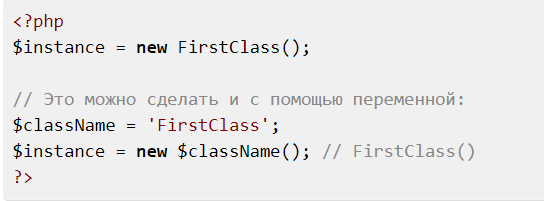 <?php
$instance = new FirstClass();
// Это можно сделать и с помощью переменной:
$className = 'FirstClass';
$instance = new $className(); // FirstClass()
?>